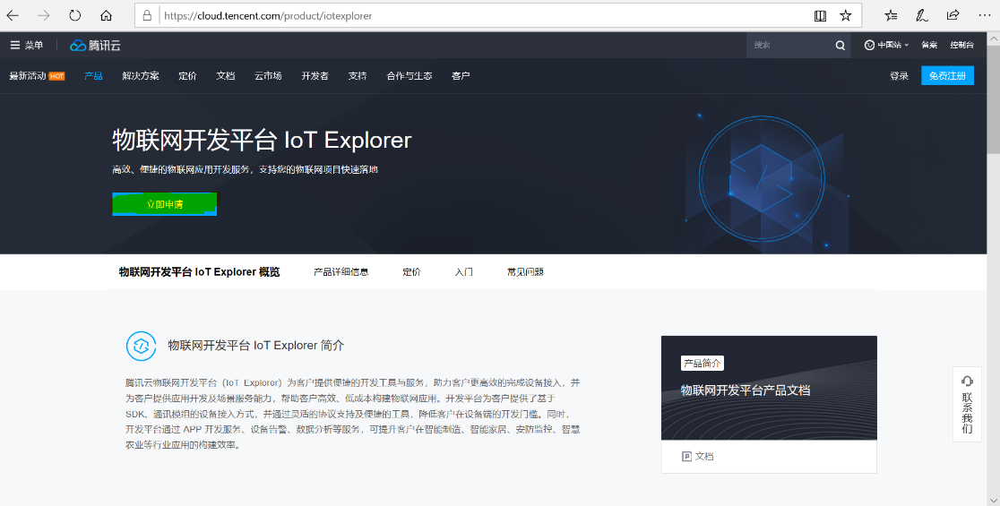 https://cloud.tencent.com/product/iotexplorer
菜单 腾讯云 搜索 中国站 备案 控制台
最新活动 HOT 产品 解决方案 定价 文档 云市场 开发者 支持 合作与生态 客户 登录 免费注册
物联网开发平台 IoT Explorer
高效、便捷的物联网应用开发服务，支持您的物联网项目快速落地
立即申请
物联网开发平台 IoT Explorer 概览 产品详细信息 定价 入门 常见问题
物联网开发平台 IoT Explorer 简介
腾讯云物联网开发平台（IoT Explorer）为客户提供便捷的开发工具与服务，助力客户更高效的完成设备接入，并
为客户提供应用开发及场景服务能力，帮助客户高效、低成本构建物联网应用。开发平台为客户提供了基于
SDK、通讯模组的设备接入方式，并通过灵活的协议支持及便捷的工具，降低客户在设备端的开发门槛。同时，
开发平台通过 APP 开发服务、设备告警、数据分析等服务，可提升客户在智能制造、智能家居、安防监控、智慧
农业等行业应用的构建效率。
产品简介
物联网开发平台产品文档
文档
联系我们